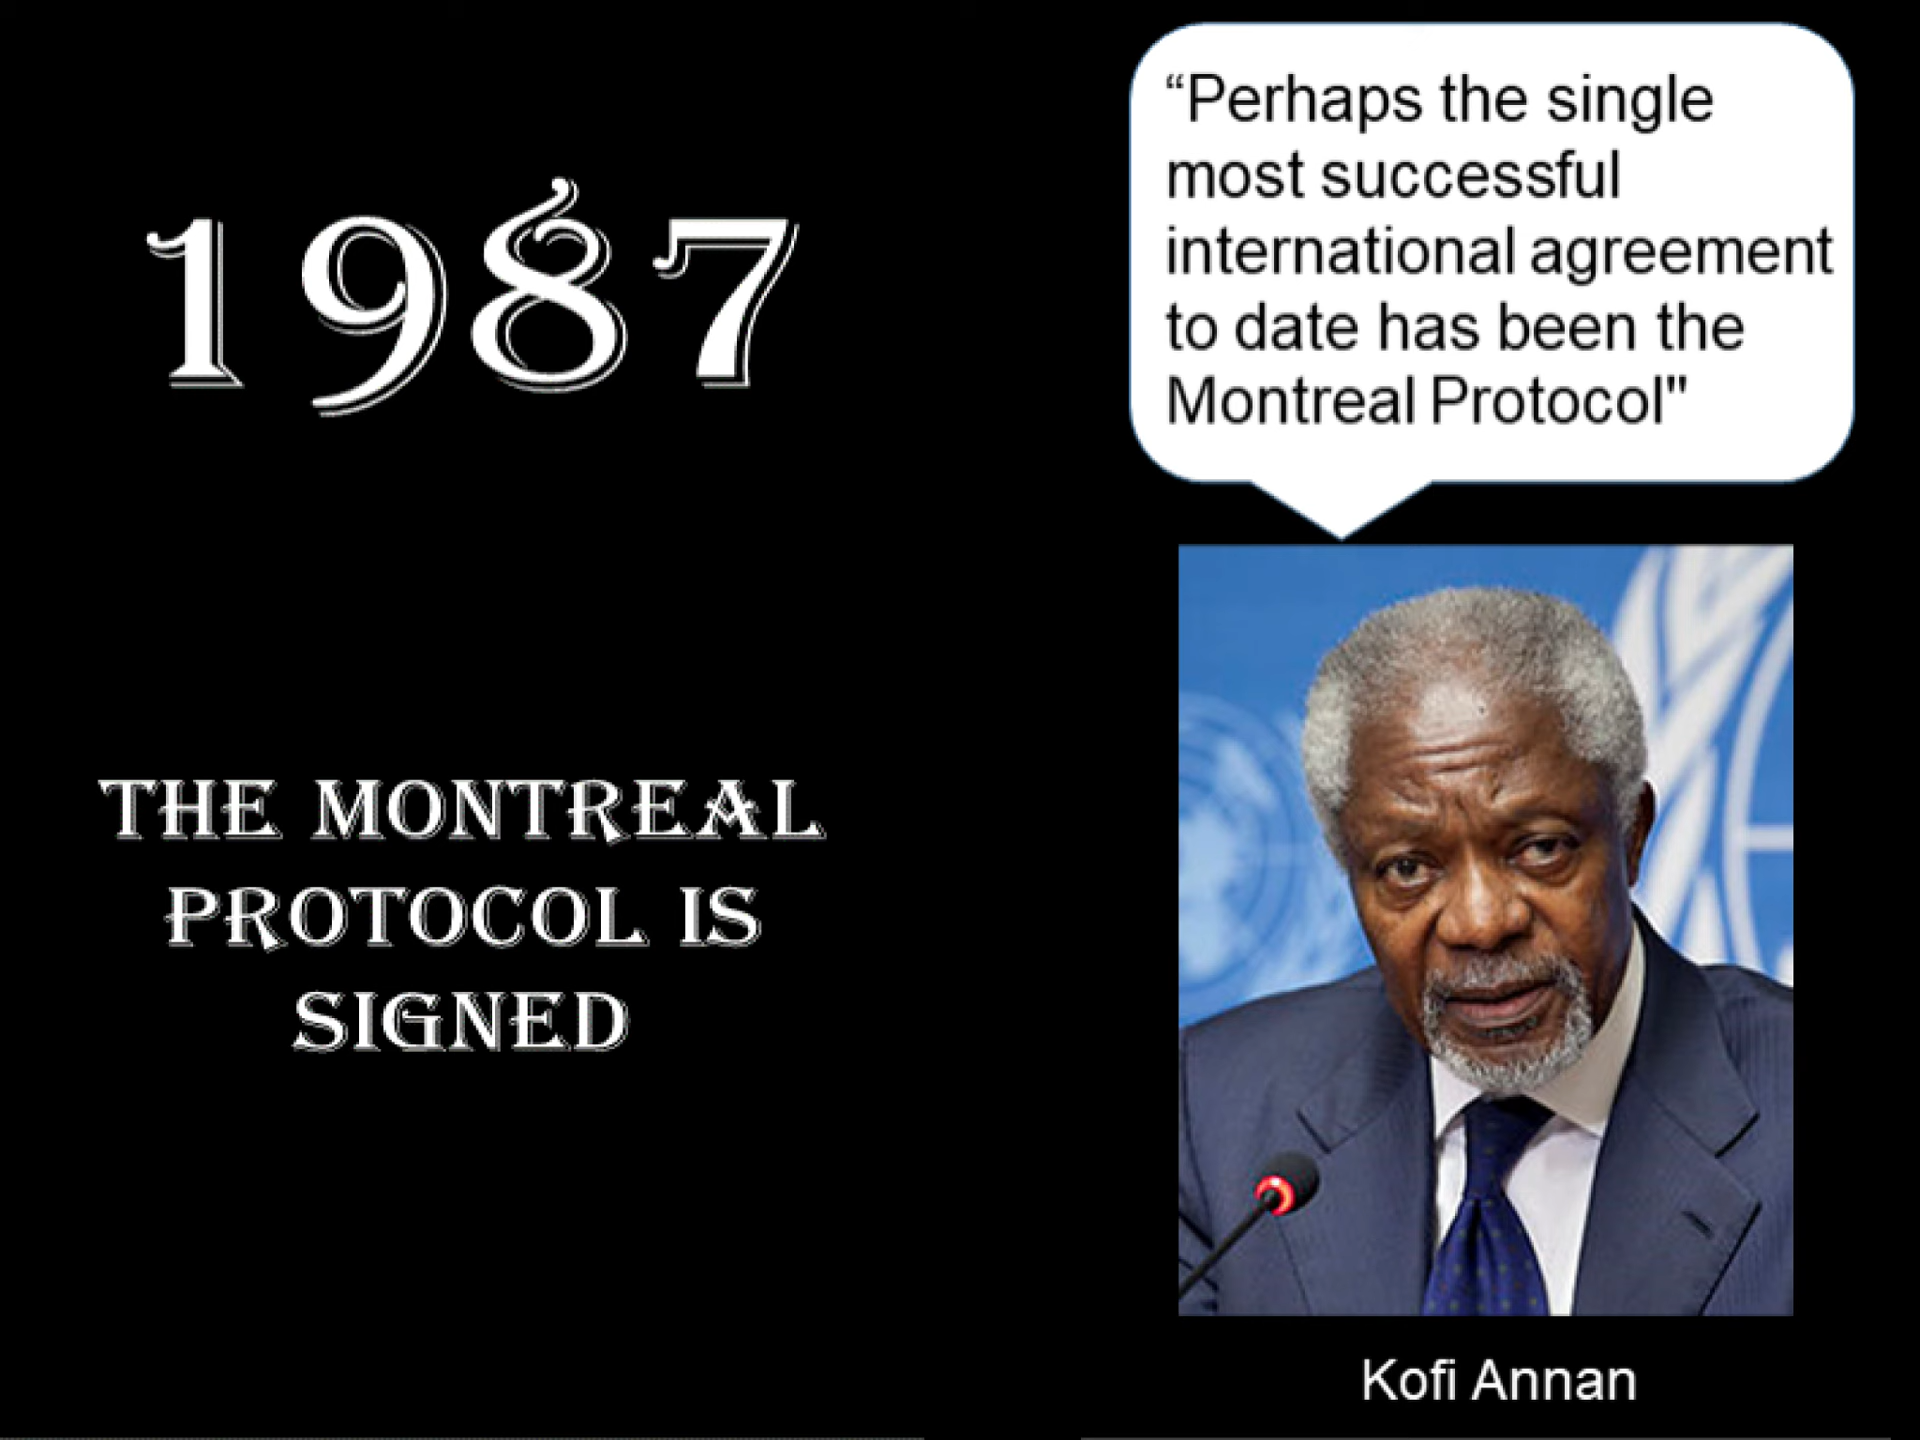 1987
THE MONTREAL
PROTOCOL IS
SIGNED
“Perhaps the single
most successful
international agreement
to date has been the
Montreal Protocol"
Kofi Annan